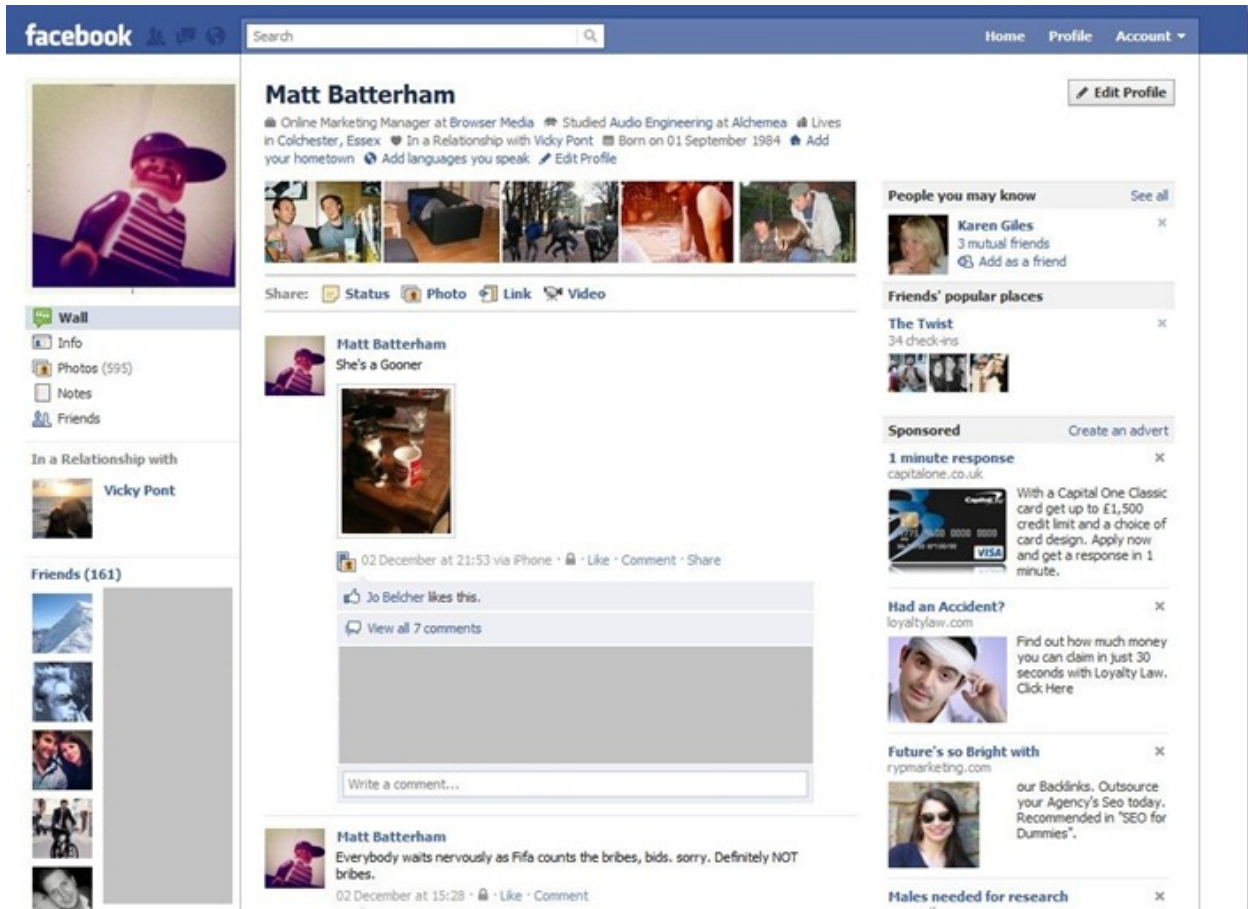 facebook
Search
Home Profile Account
Matt Batterham
Edit Profile
Online Marketing Manager at Browser Media Studied Audio Engineering at Alchemea Lives
in Colchester, Essex In a Relationship with Vicky Pont Born on 01 September 1984 Add
your hometown Add languages you speak Edit Profile
Share: Status Photo Link Video
Wall
Info
Photos (595)
Notes
Friends
In a Relationship with
Vicky Pont
Friends (161)
Matt Batterham
She's a Gooner
02 December at 21:53 via iPhone · Like · Comment · Share
Jo Belcher likes this.
View all 7 comments
Write a comment...
Matt Batterham
Everybody waits nervously as Fifa counts the bribes, bids. sorry. Definitely NOT
bribes.
02 December at 15:28 · Like · Comment
People you may know See all
Karen Giles
3 mutual friends
Add as a friend
Friends' popular places
The Twist
34 check-ins
Sponsored Create an advert
1 minute response
capitalone.co.uk
With a Capital One Classic
card get up to £1,500
credit limit and a choice of
card design. Apply now
and get a response in 1
minute.
VISA
Had an Accident?
loyaltylaw.com
Find out how much money
you can claim in just 30
seconds with Loyalty Law.
Click Here
Future's so Bright with
rypmarketing.com
our Backlinks. Outsource
your Agency's Seo today.
Recommended in "SEO for
Dummies".
Males needed for research